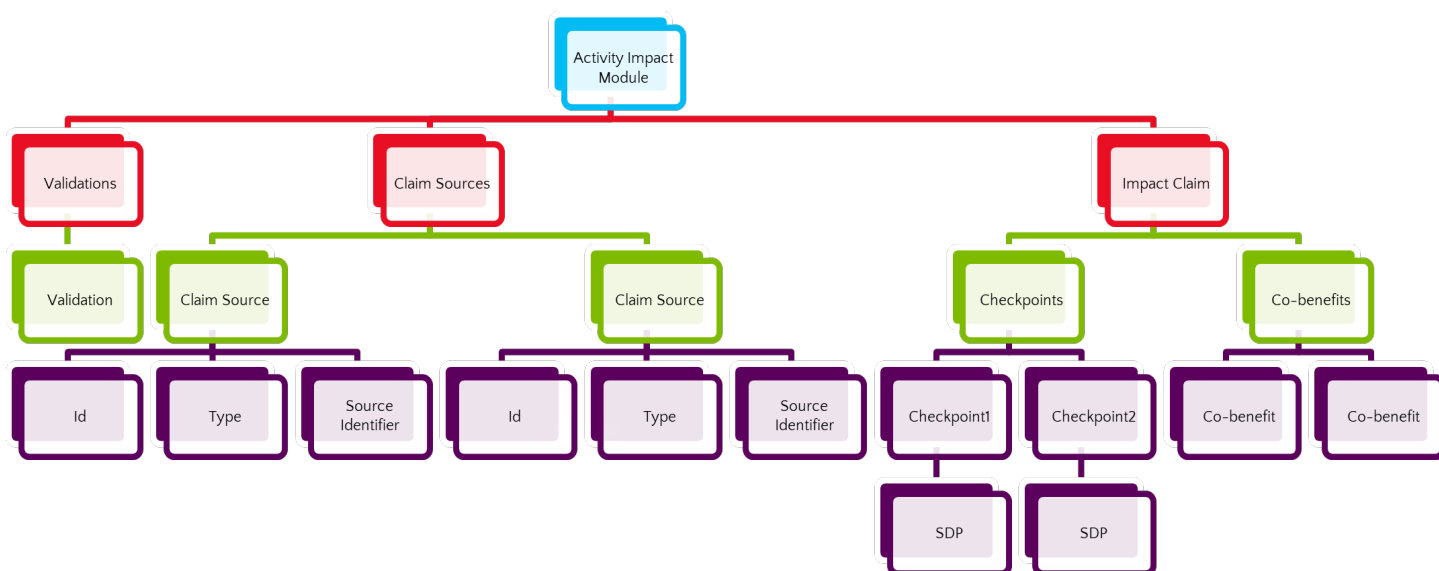 Activity Impact
Module
Validations
Claim Sources
Impact Claim
Validation
Claim Source
Claim Source
Checkpoints
Co-benefits
Id
Type
Source
Identifier
Id
Type
Source
Identifier
Checkpoint1
Checkpoint2
Co-benefit
Co-benefit
SDP
SDP